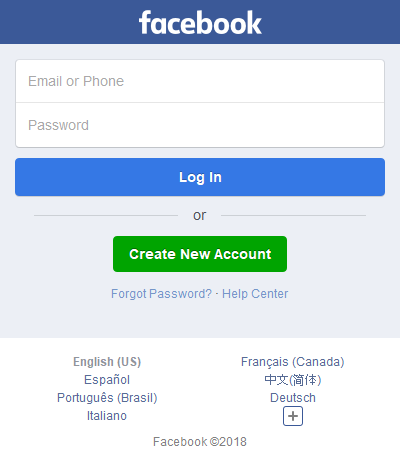 facebook
Email or Phone
Password
Log In
or
Create New Account
Forgot Password? · Help Center
English (US)
Français (Canada)
Español
中文(简体)
Português (Brasil)
Deutsch
Italiano
+
Facebook ©2018